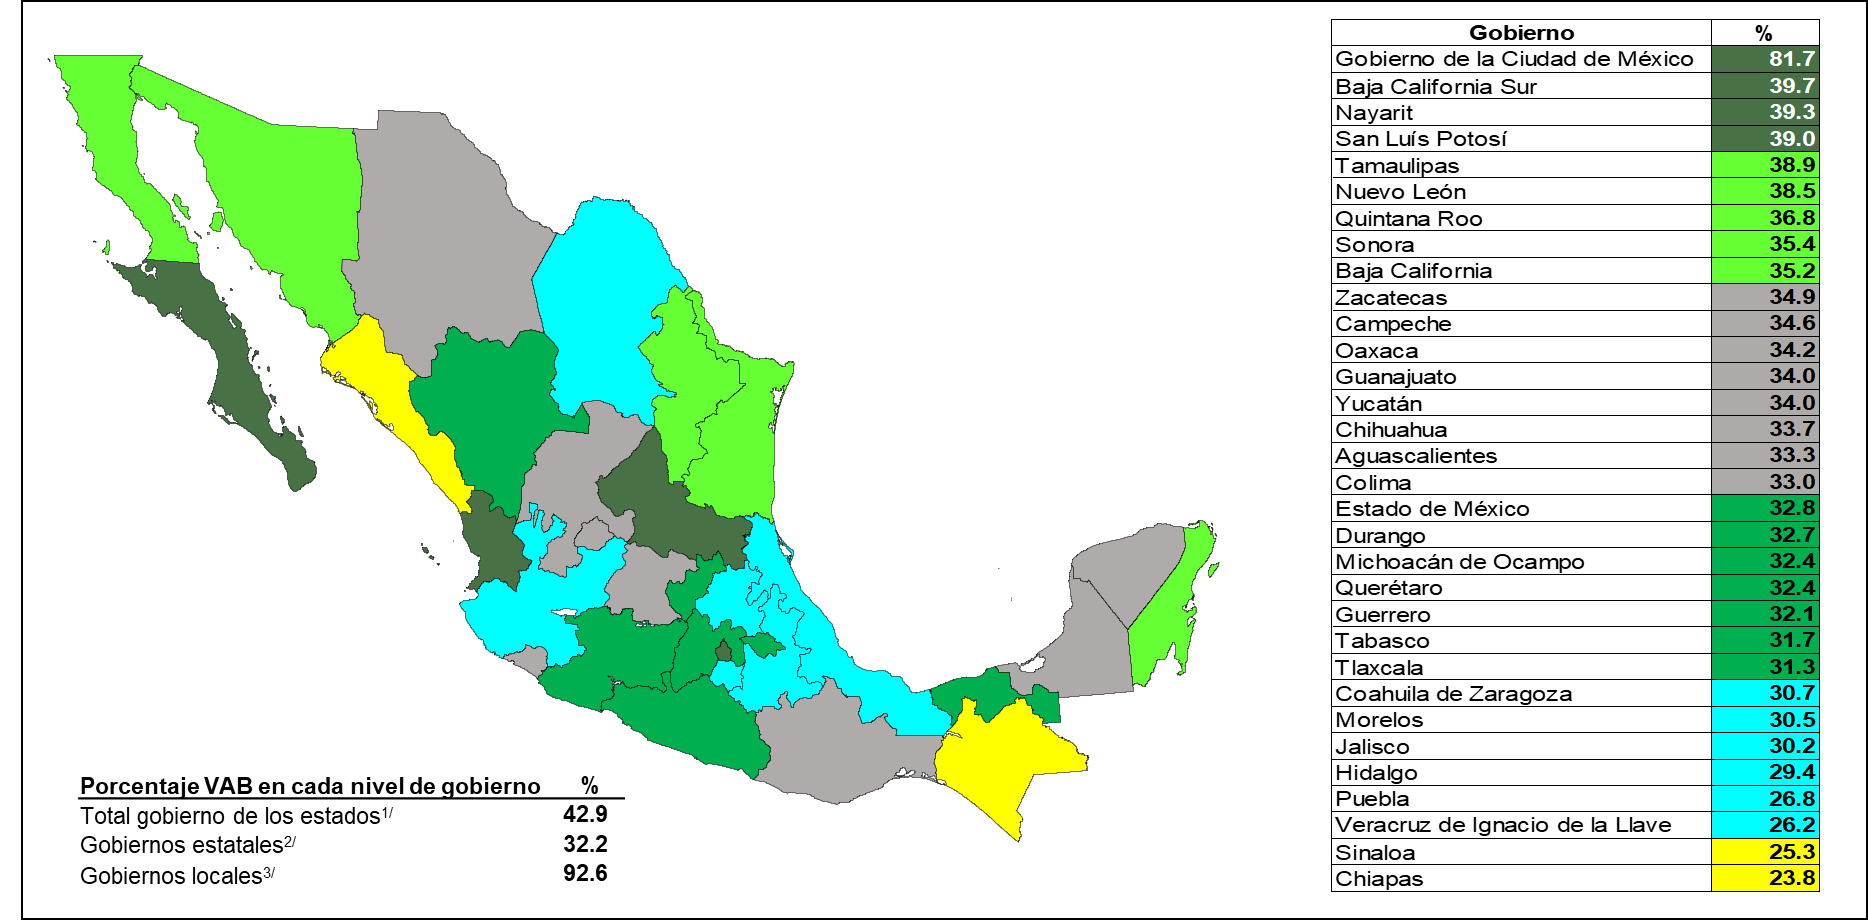 Gobierno %
Gobierno de la Ciudad de México 81.7
Baja California Sur 39.7
Nayarit 39.3
San Luís Potosí 39.0
Tamaulipas 38.9
Nuevo León 38.5
Quintana Roo 36.8
Sonora 35.4
Baja California 35.2
Zacatecas 34.9
Campeche 34.6
Oaxaca 34.2
Guanajuato 34.0
Yucatán 34.0
Chihuahua 33.7
Aguascalientes 33.3
Colima 33.0
Estado de México 32.8
Durango 32.7
Michoacán de Ocampo 32.4
Querétaro 32.4
Guerrero 32.1
Tabasco 31.7
Tlaxcala 31.3
Coahuila de Zaragoza 30.7
Morelos 30.5
Jalisco 30.2
Hidalgo 29.4
Puebla 26.8
Veracruz de Ignacio de la Llave 26.2
Sinaloa 25.3
Chiapas 23.8
Porcentaje VAB en cada nivel de gobierno %
Total gobierno de los estados1/ 42.9
Gobiernos estatales2/ 32.2
Gobiernos locales3/ 92.6